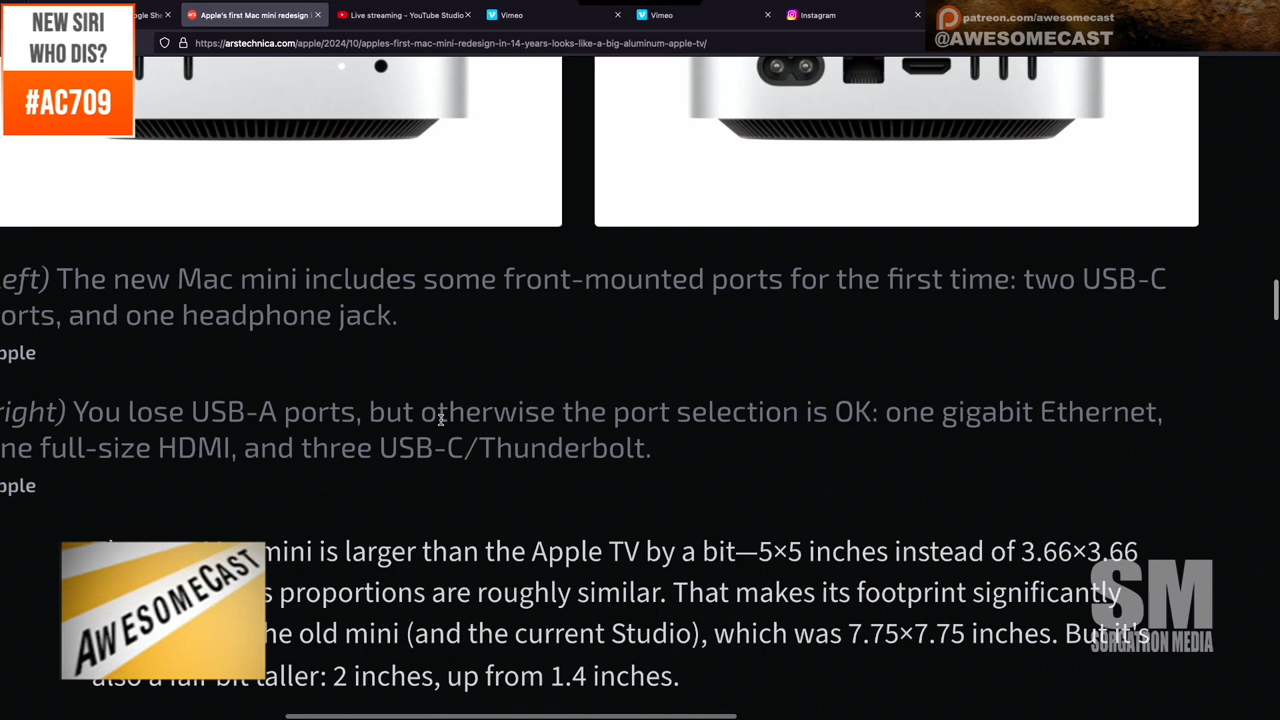 NEW SIRI
WHO DIS?
#AC709
gle She
Apple's first Mac mini redesign i
Live streaming - YouTube Studio
Vimeo
Vimeo
Instagram
patreon.com/awesomecast
@AWESOMECAST
https://arstechnica.com/apple/2024/10/apples-first-mac-mini-redesign-in-14-years-looks-like-a-big-aluminum-apple-tv/
eft) The new Mac mini includes some front-mounted ports for the first time: two USB-C
orts, and one headphone jack.
pple
right) You lose USB-A ports, but otherwise the port selection is OK: one gigabit Ethernet,
ne full-size HDMI, and three USB-C/Thunderbolt.
pple
mini is larger than the Apple TV by a bit—5×5 inches instead of 3.66×3.66
s proportions are roughly similar. That makes its footprint significantly
he old mini (and the current Studio), which was 7.75×7.75 inches. But it's
also a fair bit taller: 2 inches, up from 1.4 inches.
AWESOMECAST
SM
SORGATRON MEDIA